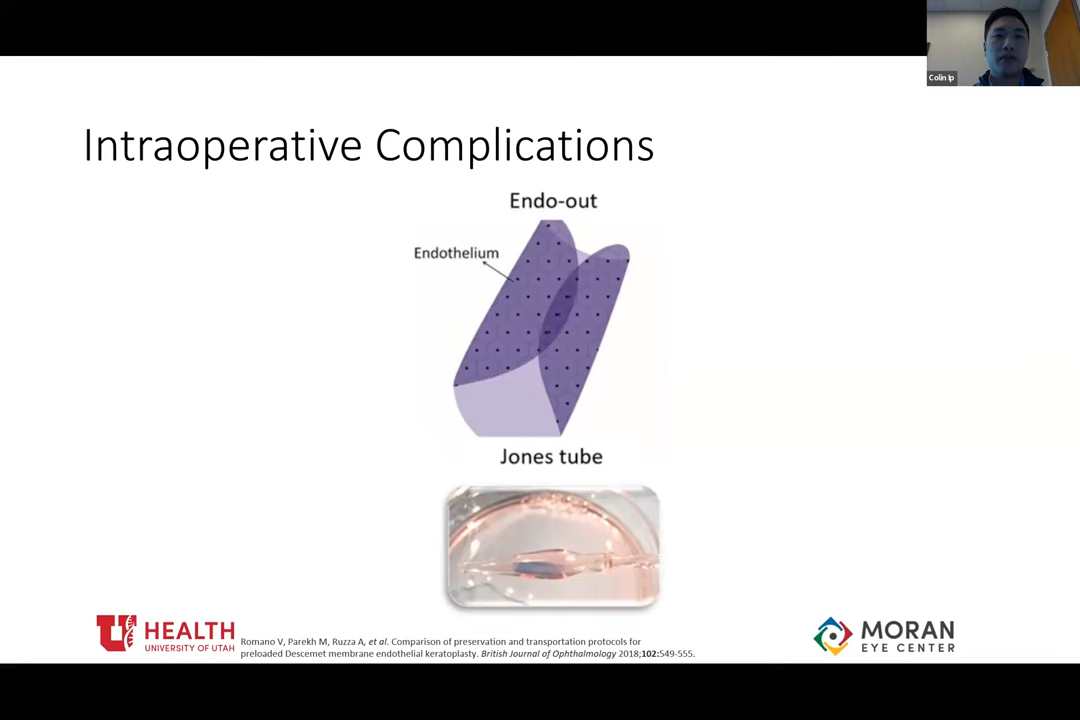 Colin Ip
Intraoperative Complications
Endo-out
Endothelium
Jones tube
U HEALTH
UNIVERSITY OF UTAH
Romano V, Parekh M, Ruzza A, et al. Comparison of preservation and transportation protocols for
preloaded Descemet membrane endothelial keratoplasty. British Journal of Ophthalmology 2018;102:549-555.
MORAN
EYE CENTER